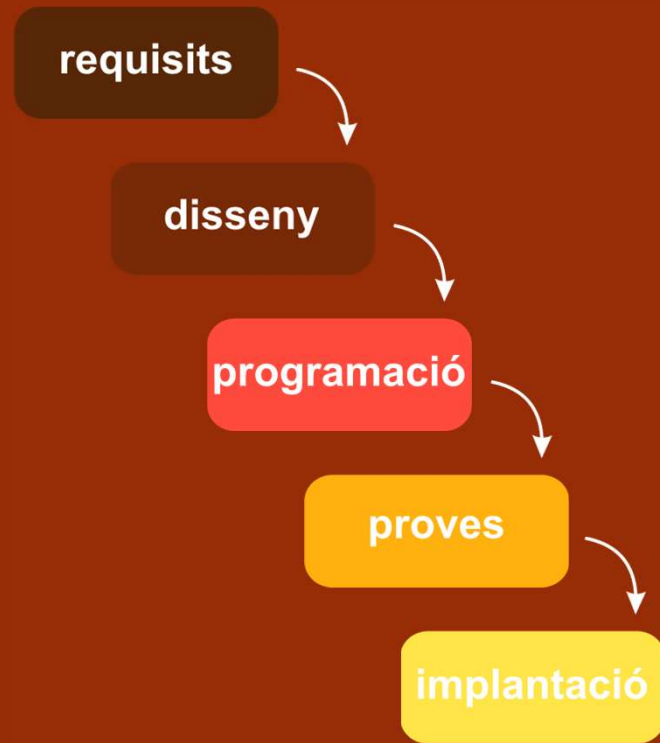 requisits
disseny
programació
proves
implantació